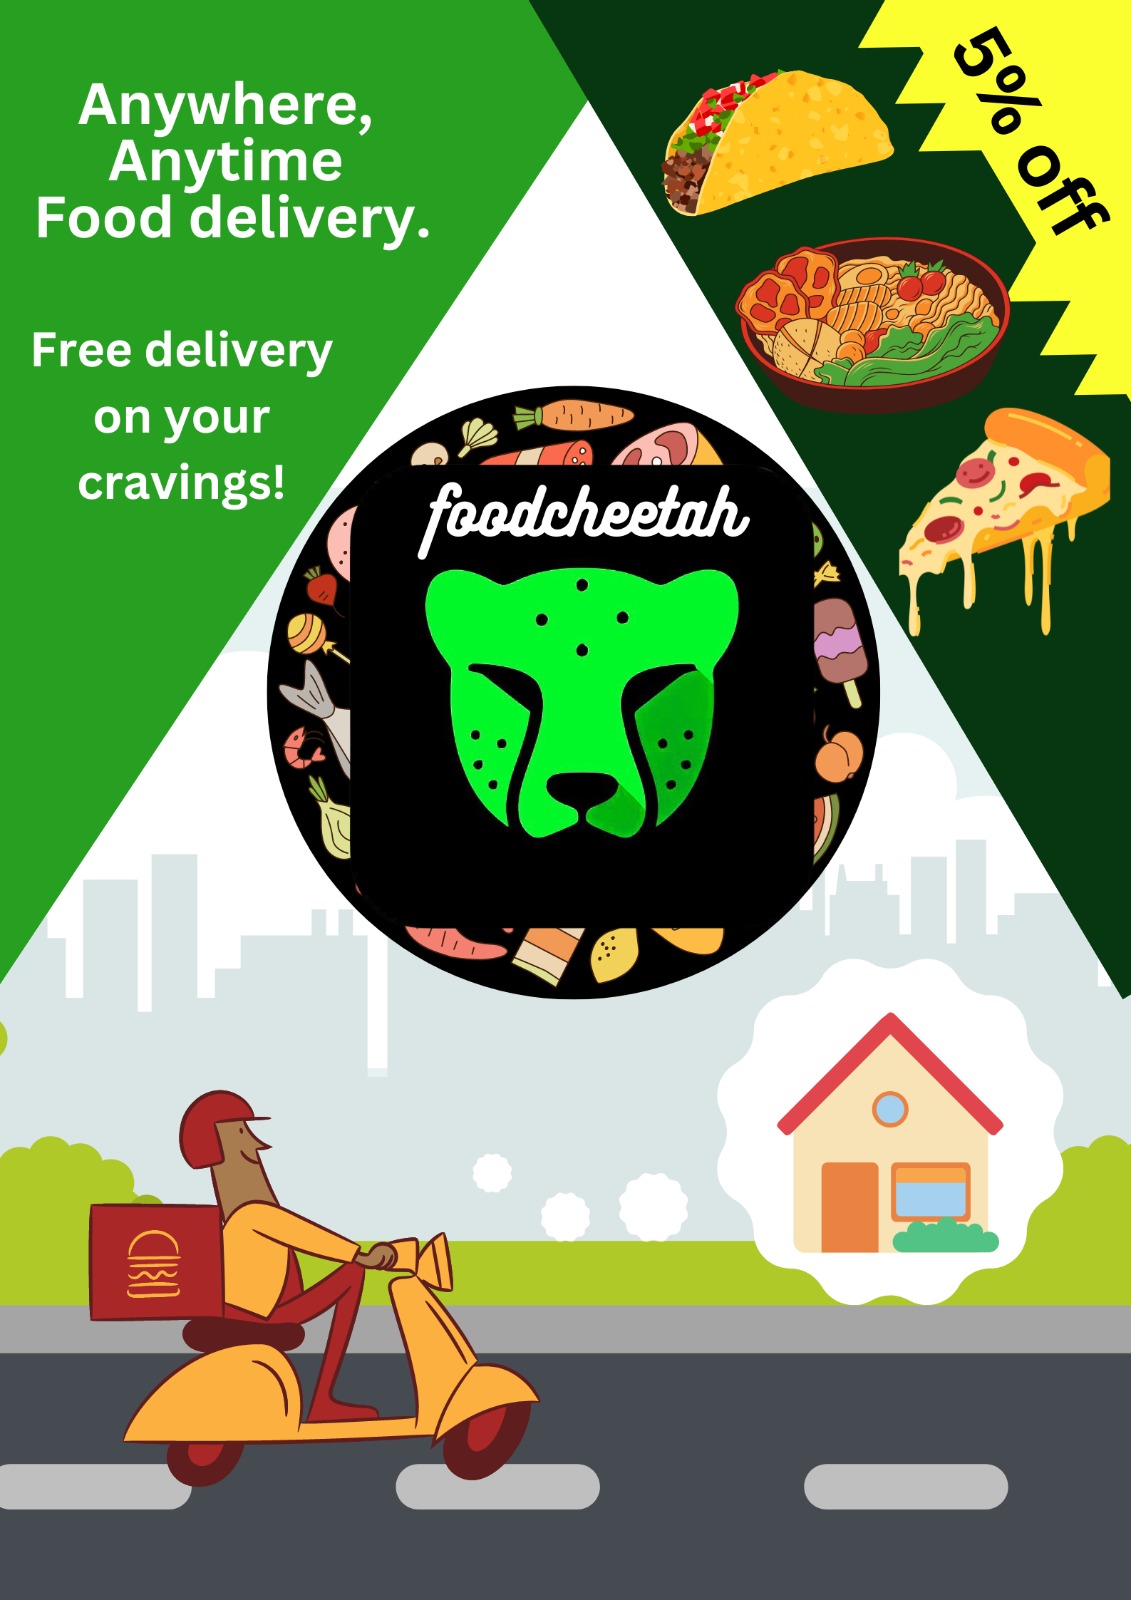 Anywhere,
Anytime
Food delivery.
Free delivery
on your
cravings!
5% off
foodcheetah